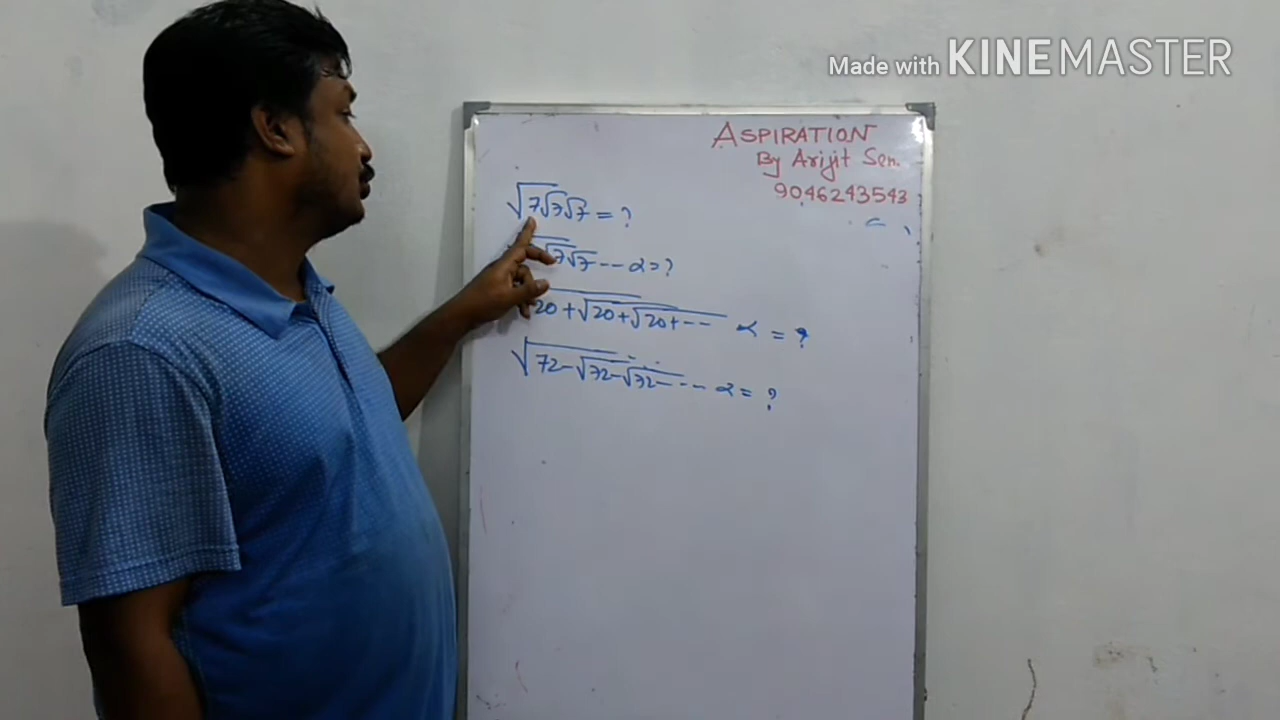 Made with KINEMASTER
ASPIRATION
By Arijit Sen.
9046243543
√7√7√7 = ?
√7√7 --- α = ?
20 + √20 + √20 + --- α = ?
√72 - √72 - √72 - --- α = ?